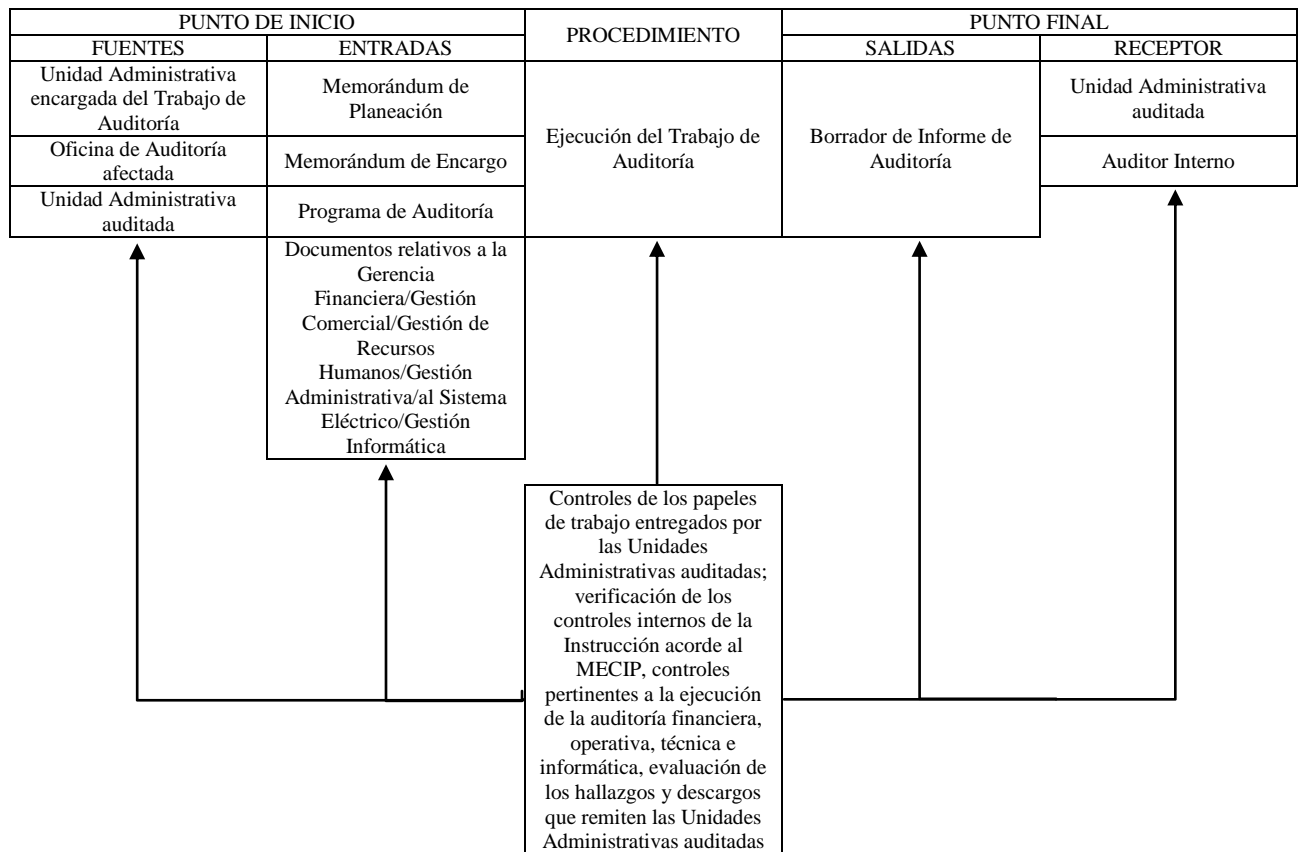 PUNTO DE INICIO
PROCEDIMIENTO
PUNTO FINAL
FUENTES
ENTRADAS
SALIDAS
RECEPTOR
Unidad Administrativa
encargada del Trabajo de
Auditoría
Memorándum de
Planeación
Ejecución del Trabajo de
Auditoría
Borrador de Informe de
Auditoría
Unidad Administrativa
auditada
Oficina de Auditoría
afectada
Memorándum de Encargo
Auditor Interno
Unidad Administrativa
auditada
Programa de Auditoría
Documentos relativos a la
Gerencia
Financiera/Gestión
Comercial/Gestión de
Recursos
Humanos/Gestión
Administrativa/al Sistema
Eléctrico/Gestión
Informática
Controles de los papeles
de trabajo entregados por
las Unidades
Administrativas auditadas;
verificación de los
controles internos de la
Instrucción acorde al
MECIP, controles
pertinentes a la ejecución
de la auditoría financiera,
operativa, técnica e
informática, evaluación de
los hallazgos y descargos
que remiten las Unidades
Administrativas auditadas